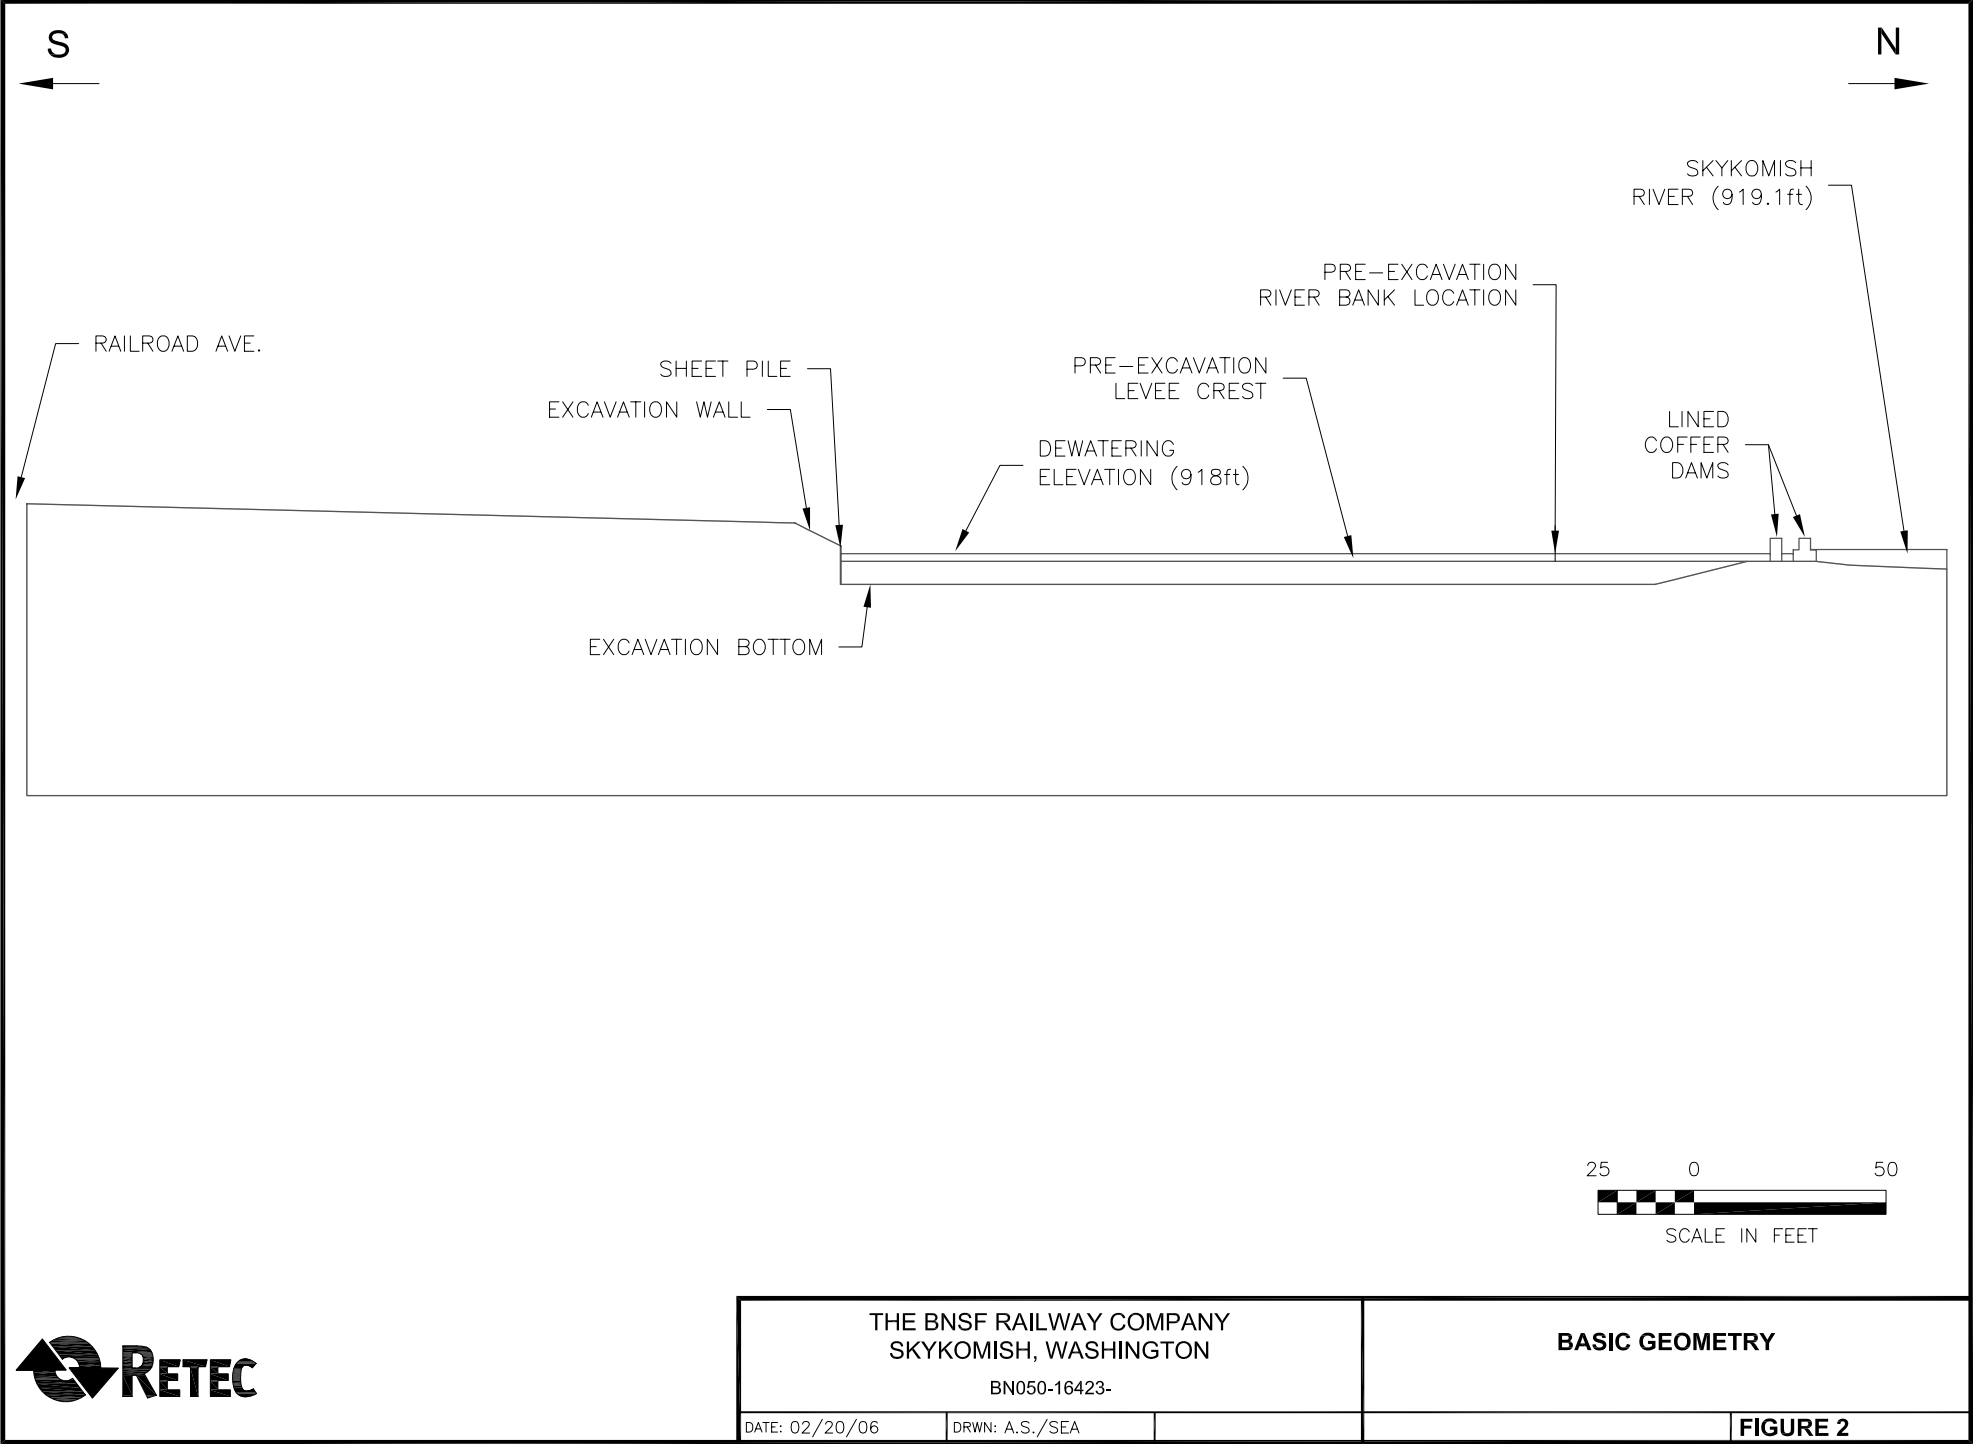 S
N
SKYKOMISH
RIVER (919.1ft)
PRE-EXCAVATION
RIVER BANK LOCATION
RAILROAD AVE.
SHEET PILE
PRE-EXCAVATION
LEVEE CREST
EXCAVATION WALL
LINED
COFFER
DAMS
DEWATERING
ELEVATION (918ft)
EXCAVATION BOTTOM
25 0 50
SCALE IN FEET
RETEC
THE BNSF RAILWAY COMPANY
SKYKOMISH, WASHINGTON
BN050-16423-
BASIC GEOMETRY
DATE: 02/20/06
DRWN: A.S./SEA
FIGURE 2